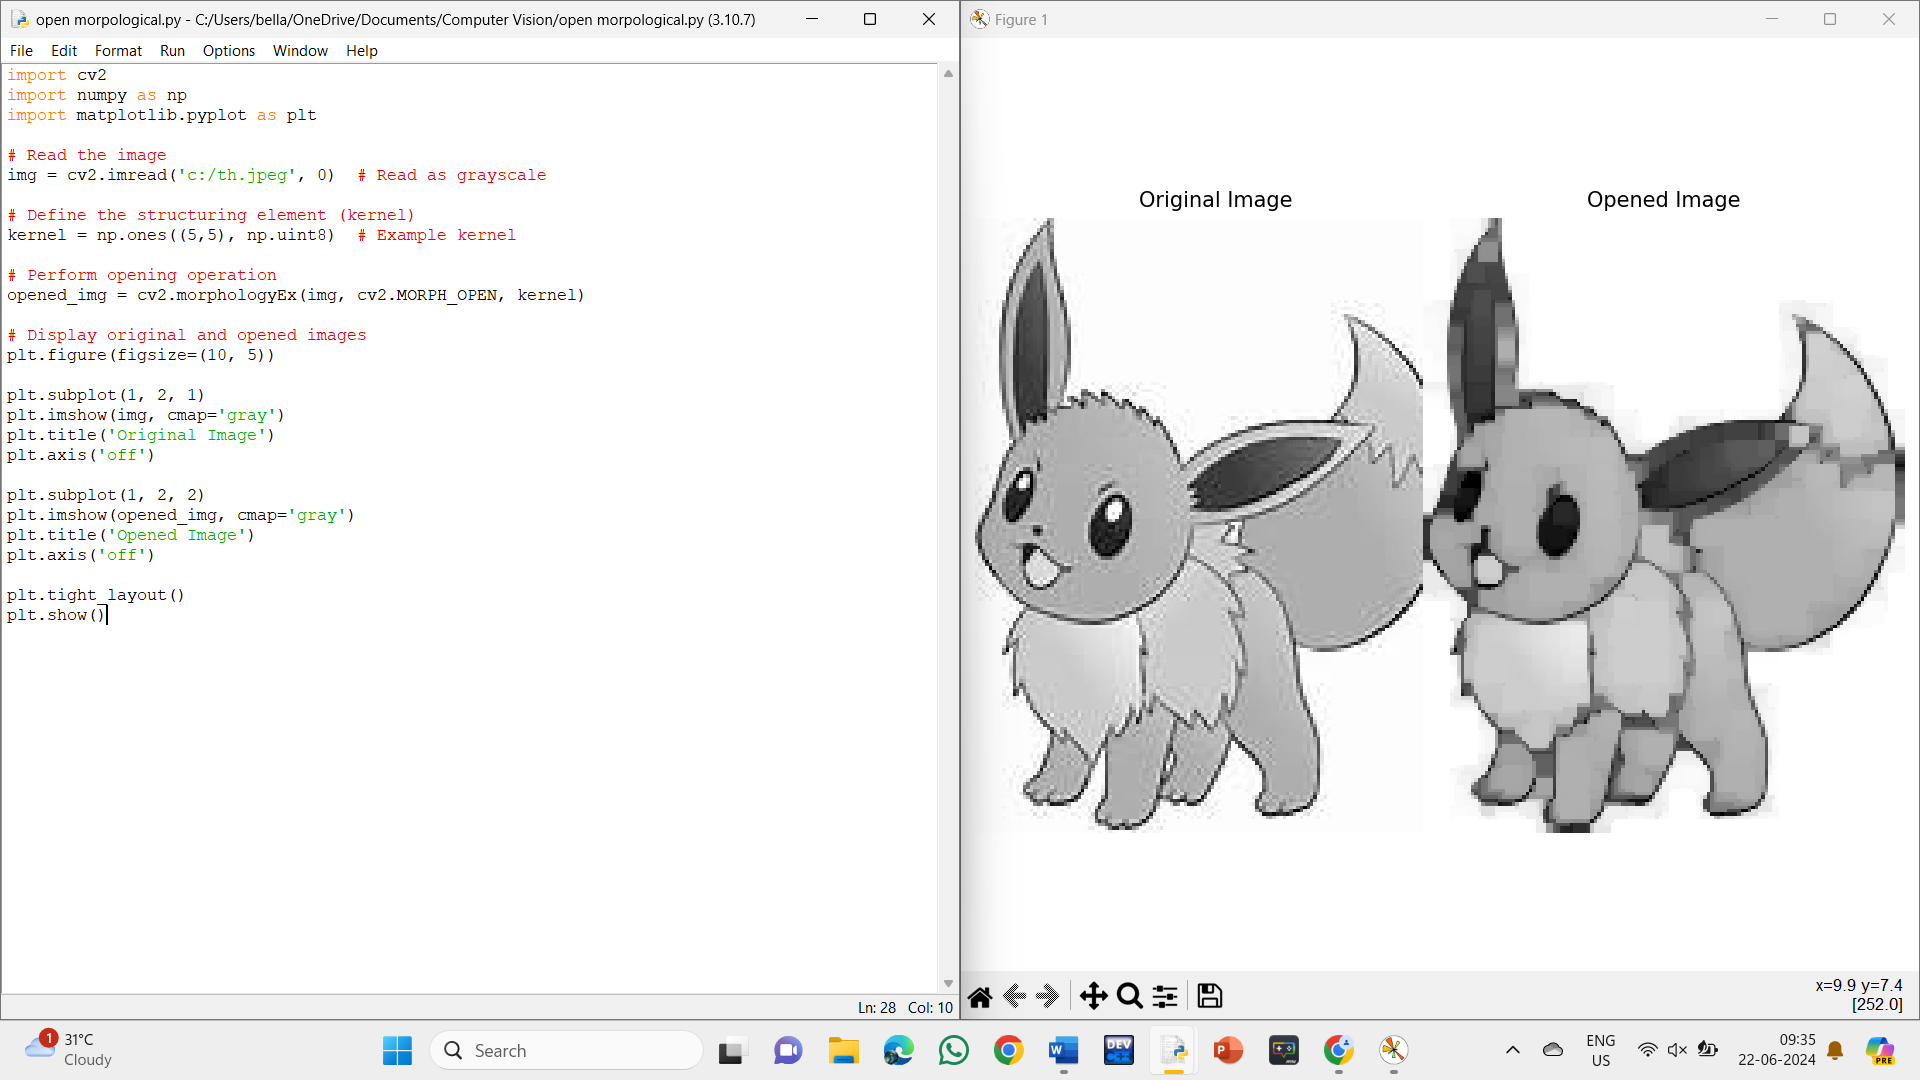 open morpological.py - C:/Users/bella/OneDrive/Documents/Computer Vision/open morpological.py (3.10.7)
File Edit Format Run Options Window Help
import cv2
import numpy as np
import matplotlib.pyplot as plt
# Read the image
img = cv2.imread('c:/th.jpeg', 0)  # Read as grayscale
# Define the structuring element (kernel)
kernel = np.ones((5,5), np.uint8)  # Example kernel
# Perform opening operation
opened_img = cv2.morphologyEx(img, cv2.MORPH_OPEN, kernel)
# Display original and opened images
plt.figure(figsize=(10, 5))
plt.subplot(1, 2, 1)
plt.imshow(img, cmap='gray')
plt.title('Original Image')
plt.axis('off')
plt.subplot(1, 2, 2)
plt.imshow(opened_img, cmap='gray')
plt.title('Opened Image')
plt.axis('off')
plt.tight_layout()
plt.show()
Ln: 28 Col: 10
Figure 1
Original Image
Opened Image
x=9.9 y=7.4
[252.0]
1
31°C
Cloudy
Search
W
DEV
C++
P
ENG
US
09:35
22-06-2024
PRE